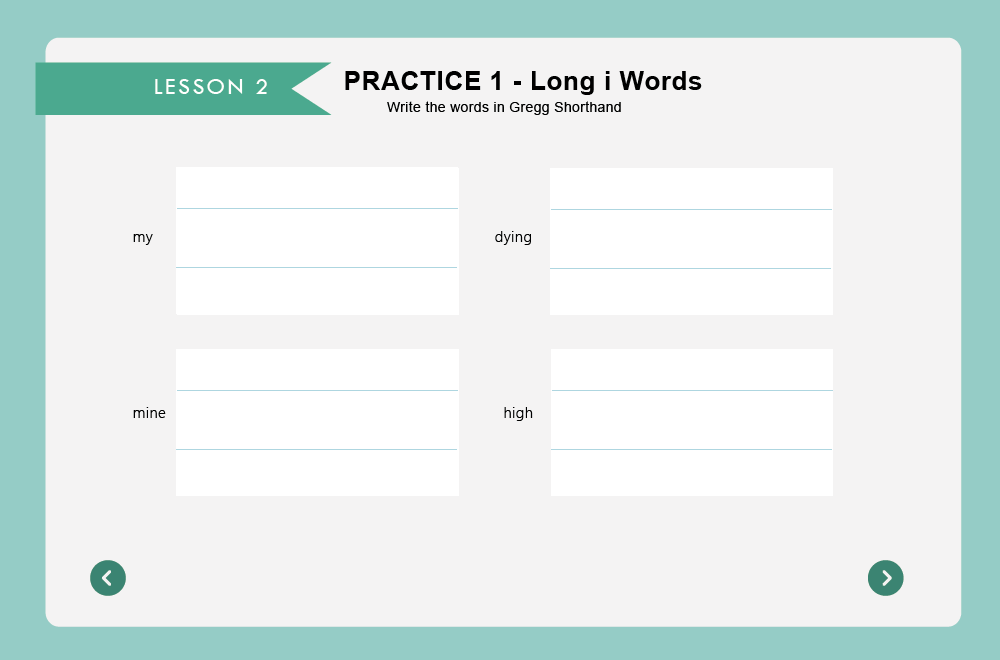 LESSON 2
PRACTICE 1 - Long i Words
Write the words in Gregg Shorthand
my
dying
mine
high